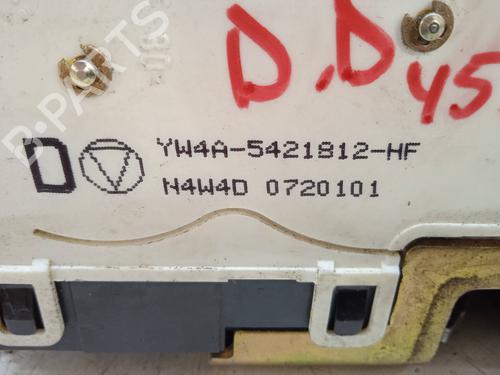 B-PARTS
D.D
45
D V YW4A-5421812-HF
N4W4D 0720101